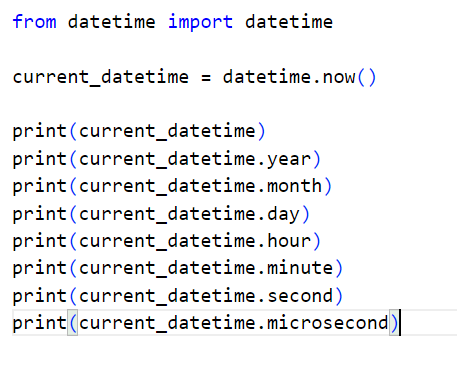 from datetime import datetime
current_datetime = datetime.now()
print(current_datetime)
print(current_datetime.year)
print(current_datetime.month)
print(current_datetime.day)
print(current_datetime.hour)
print(current_datetime.minute)
print(current_datetime.second)
print(current_datetime.microsecond)